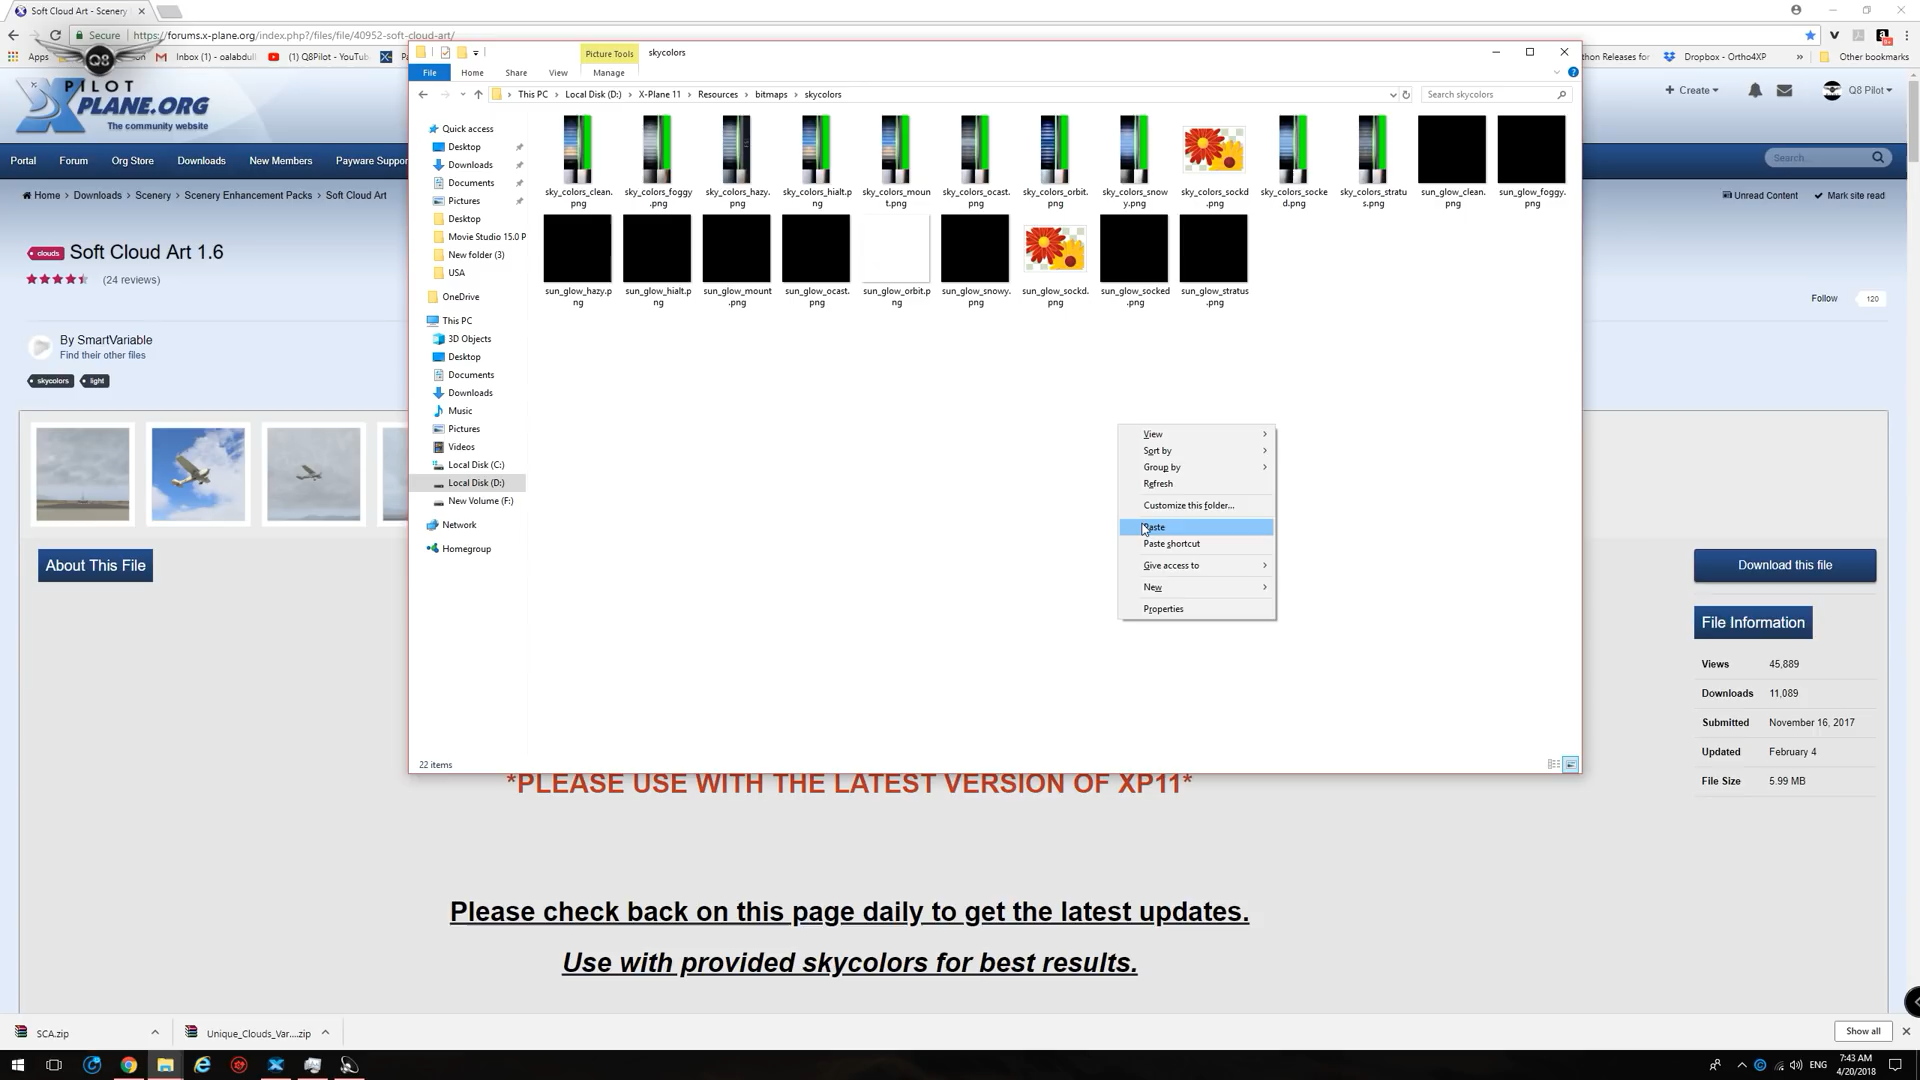 Soft Cloud Art - Scenery
Secure
https://forums.x-plane.org/index.php?/files/file/40952-soft-cloud-art/
Apps
Inbox (1) - oalabdull
(1) Q8Pilot - YouTub
Dropbox - Ortho4XP
Other bookmarks
Q8
PILOT
X PLANE.ORG
The community website
Create
Q8 Pilot
Portal
Forum
Org Store
Downloads
New Members
Payware Suppor
Search...
Home > Downloads > Scenery > Scenery Enhancement Packs > Soft Cloud Art
Unread Content
Mark site read
clouds
Soft Cloud Art 1.6
(24 reviews)
Follow
120
By SmartVariable
Find their other files
skycolors
light
About This File
Download this file
File Information
Views 45,889
Downloads 11,089
Submitted November 16, 2017
Updated February 4
File Size 5.99 MB
Picture Tools
skycolors
File
Home
Share
View
Manage
This PC > Local Disk (D:) > X-Plane 11 > Resources > bitmaps > skycolors
Search skycolors
Quick access
Desktop
Downloads
Documents
Pictures
Desktop
Movie Studio 15.0 P
New folder (3)
USA
OneDrive
This PC
3D Objects
Desktop
Documents
Downloads
Music
Pictures
Videos
Local Disk (C:)
Local Disk (D:)
New Volume (F:)
Network
Homegroup
sky_colors_clean.png
sky_colors_foggy.png
sky_colors_hazy.png
sky_colors_hialt.png
sky_colors_mount.png
sky_colors_ocast.png
sky_colors_orbit.png
sky_colors_snowy.png
sky_colors_sockd.png
sky_colors_socked.png
sky_colors_stratus.png
sun_glow_clean.png
sun_glow_foggy.png
sun_glow_hazy.png
sun_glow_hialt.png
sun_glow_mount.png
sun_glow_ocast.png
sun_glow_orbit.png
sun_glow_snowy.png
sun_glow_sockd.png
sun_glow_socked.png
sun_glow_stratus.png
View
Sort by
Group by
Refresh
Customize this folder...
Paste
Paste shortcut
Give access to
New
Properties
22 items
*PLEASE USE WITH THE LATEST VERSION OF XP11*
Please check back on this page daily to get the latest updates.
Use with provided skycolors for best results.
SCA.zip
Unique_Clouds_Var....zip
Show all
ENG
7:43 AM
4/20/2018